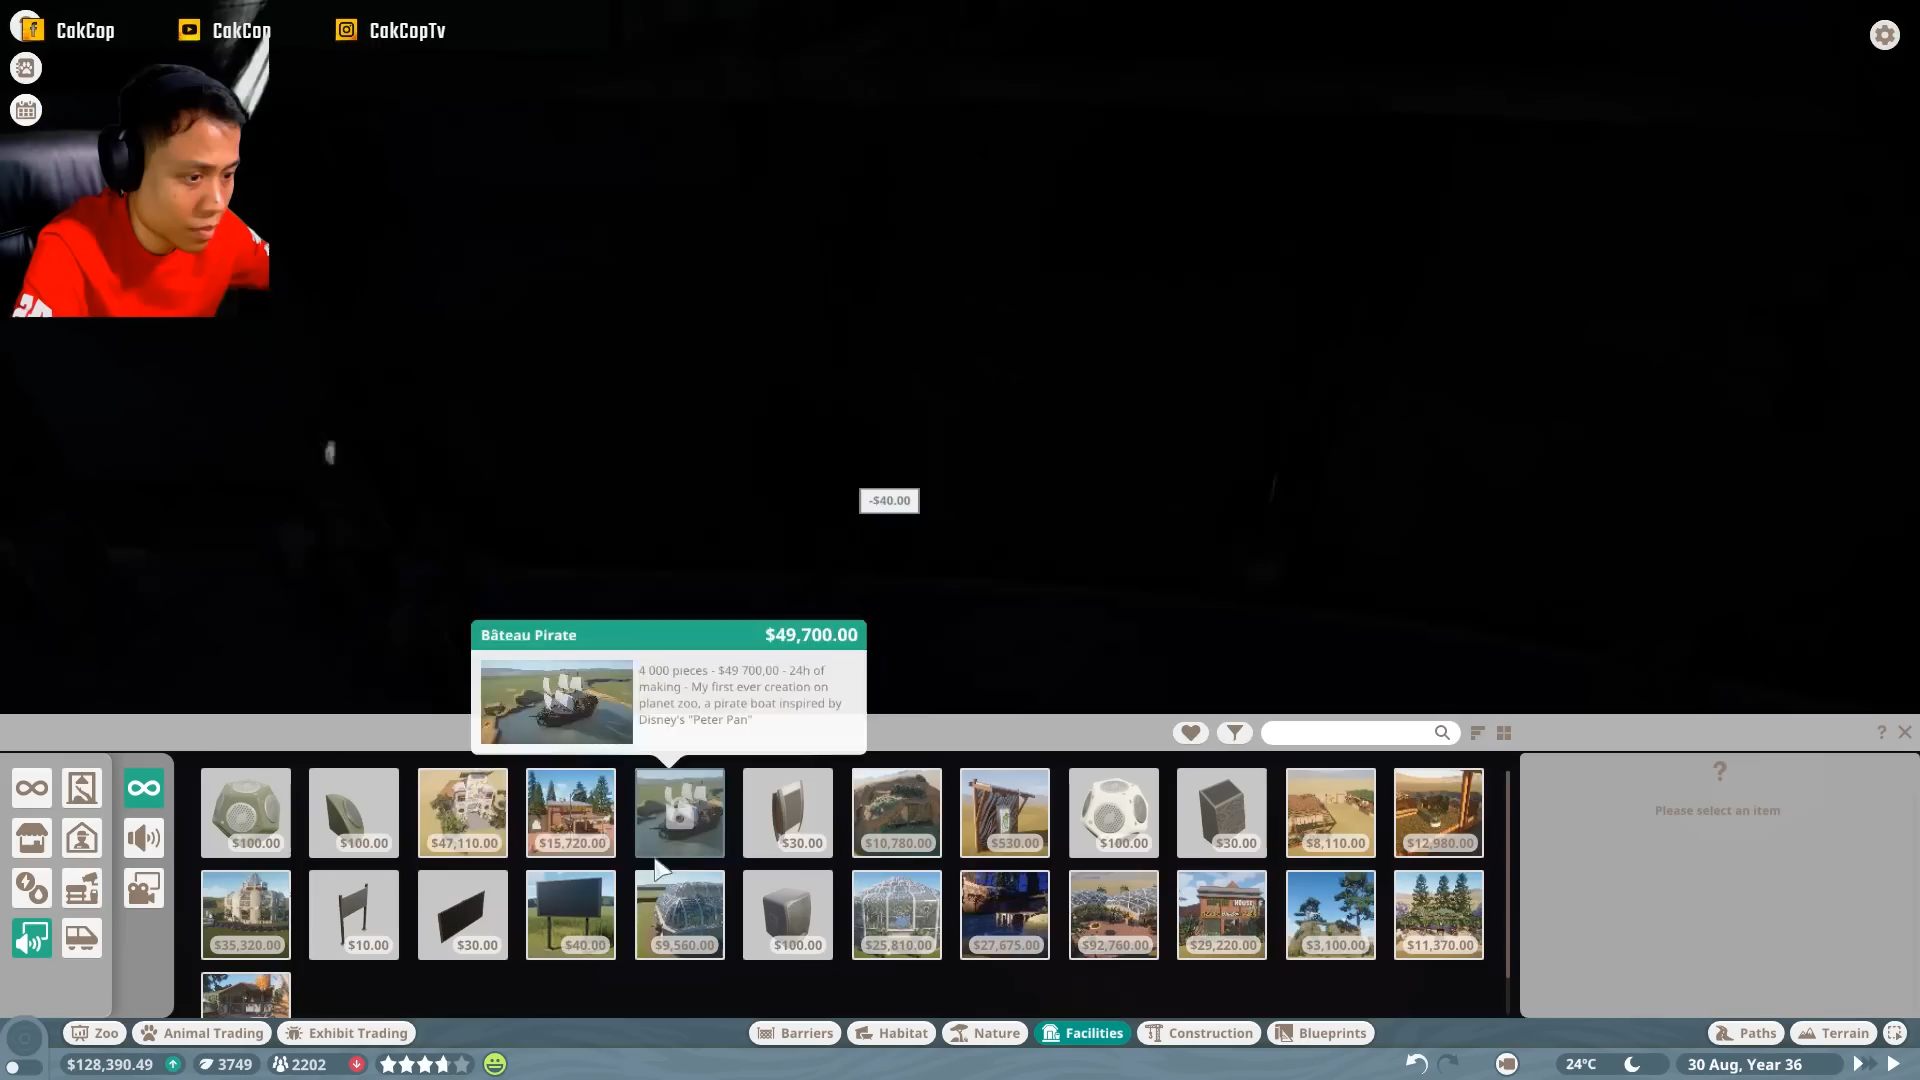 CakCop CakCop CakCopTv
-$40.00
Bâteau Pirate $49,700.00
4 000 pieces - $49 700,00 - 24h of
making - My first ever creation on
planet zoo, a pirate boat inspired by
Disney's "Peter Pan"
?
?
Please select an item
$100.00 $100.00 $47,110.00 $15,720.00 $30.00 $10,780.00 $530.00 $100.00 $30.00 $8,110.00 $12,980.00
$35,320.00 $10.00 $30.00 $40.00 $9,560.00 $100.00 $25,810.00 $27,675.00 $92,760.00 $29,220.00 $3,100.00 $11,370.00
HOUSE
Zoo Animal Trading Exhibit Trading Barriers Habitat Nature Facilities Construction Blueprints Paths Terrain
$128,390.49 3749 2202 24°C 30 Aug, Year 36